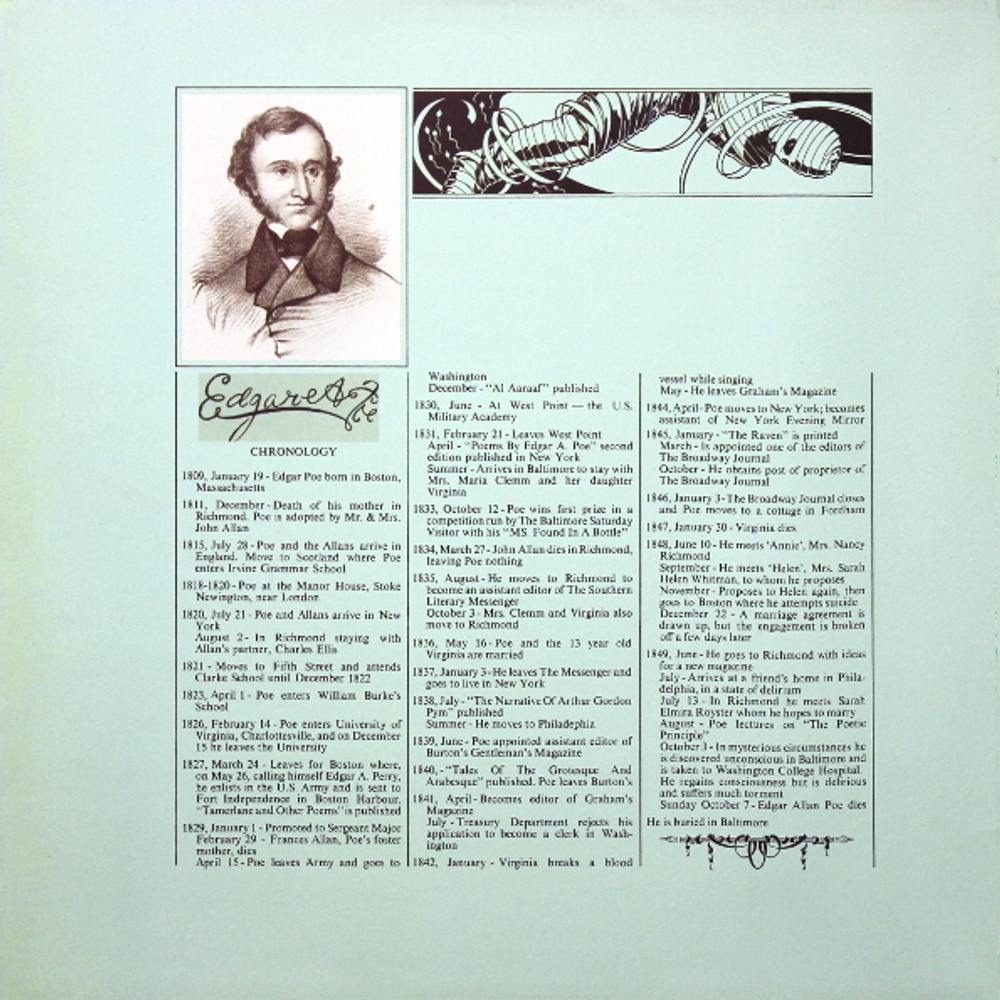 Edgar A Poe
CHRONOLOGY
1809, January 19 - Edgar Poe born in Boston,
Massachusetts
1811, December - Death of his mother in
Richmond. Poe is adopted by Mr. & Mrs.
John Allan
1815, July 28 - Poe and the Allans arrive in
England. Move to Scotland where Poe
enters Irvine Grammar School
1818-1820 - Poe at the Manor House, Stoke
Newington, near London
1820, July 21 - Poe and Allans arrive in New
York
August 2 - In Richmond staying with
Allan's partner, Charles Ellis
1821 - Moves to Fifth Street and attends
Clarke School until December 1822
1823, April 1 - Poe enters William Burke's
School
1826, February 14 - Poe enters University of
Virginia, Charlottesville, and on December
15 he leaves the University
1827, March 24 - Leaves for Boston where,
on May 26, calling himself Edgar A. Perry,
he enlists in the U.S. Army and is sent to
Fort Independence in Boston Harbour.
"Tamerlane and Other Poems" is published
1829, January 1 - Promoted to Sergeant Major
February 29 - Frances Allan, Poe's foster
mother, dies
April 15 - Poe leaves Army and goes to
Washington
December - "Al Aaraaf" published
1830, June - At West Point — the U.S.
Military Academy
1831, February 21 - Leaves West Point
April - "Poems By Edgar A. Poe" second
edition published in New York
Summer - Arrives in Baltimore to stay with
Mrs. Maria Clemm and her daughter
Virginia
1833, October 12 - Poe wins first prize in a
competition run by The Baltimore Saturday
Visitor with his "MS. Found In A Bottle"
1834, March 27 - John Allan dies in Richmond,
leaving Poe nothing
1835, August - He moves to Richmond to
become an assistant editor of The Southern
Literary Messenger
October 3 - Mrs. Clemm and Virginia also
move to Richmond
1836, May 16 - Poe and the 13 year old
Virginia are married
1837, January 3 - He leaves The Messenger and
goes to live in New York
1838, July - "The Narrative Of Arthur Gordon
Pym" published
Summer - He moves to Philadephia
1839, June - Poe appointed assistant editor of
Burton's Gentleman's Magazine
1840, - "Tales Of The Grotesque And
Arabesque" published. Poe leaves Burton's
1841, April - Becomes editor of Graham's
Magazine
July - Treasury Department rejects his
application to become a clerk in Wash-
ington
1842, January - Virginia breaks a blood
vessel while singing
May - He leaves Graham's Magazine
1844, April - Poe moves to New York; becomes
assistant of New York Evening Mirror
1845, January - "The Raven" is printed
March - Is appointed one of the editors of
The Broadway Journal
October - He obtains post of proprietor of
The Broadway Journal
1846, January 3 - The Broadway Journal closes
and Poe moves to a cottage in Fordham
1847, January 30 - Virginia dies
1848, June 10 - He meets 'Annie', Mrs. Nancy
Richmond
September - He meets 'Helen', Mrs. Sarah
Helen Whitman, to whom he proposes
November - Proposes to Helen again, then
goes to Boston where he attempts suicide
December 22 - A marriage agreement is
drawn up, but the engagement is broken
off a few days later
1849, June - He goes to Richmond with ideas
for a new magazine
July - Arrives at a friend's home in Phila-
delphia, in a state of delirium
July 13 - In Richmond he meets Sarah
Elmira Royster whom he hopes to marry
August - Poe lectures on "The Poetic
Principle"
October 3 - In mysterious circumstances he
is discovered unconscious in Baltimore and
is taken to Washington College Hospital.
He regains consciousness but is delirious
and suffers much torment
Sunday October 7 - Edgar Allan Poe dies
He is buried in Baltimore